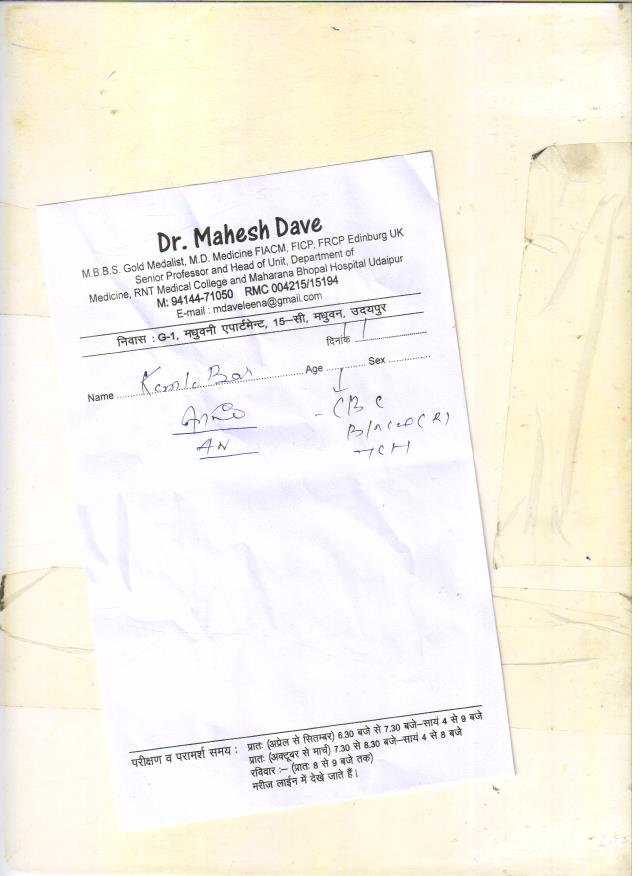 Dr. Mahesh Dave
M.B.B.S. Gold Medalist, M.D. Medicine FIACM, FICP, FRCP Edinburg UK
Senior Professor and Head of Unit, Department of
Medicine, RNT Medical College and Maharana Bhopal Hospital Udaipur
M: 94144-71050 RMC 004215/15194
E-mail : mdaveleena@gmail.com
निवास : G-1, मधुवनी एपार्टमेन्ट, 15–सी, मधुवन, उदयपुर
दिनांक
Name Age Sex
- CBC
परीक्षण व परामर्श समय : प्रातः (अप्रेल से सितम्बर) 6.30 बजे से 7.30 बजे–सायं 4 से 9 बजे
प्रातः (अक्टूबर से मार्च) 7.30 से 8.30 बजे–सायं 4 से 8 बजे
रविवार :– (प्रातः 8 से 9 बजे तक)
मरीज लाईन में देखे जाते हैं।